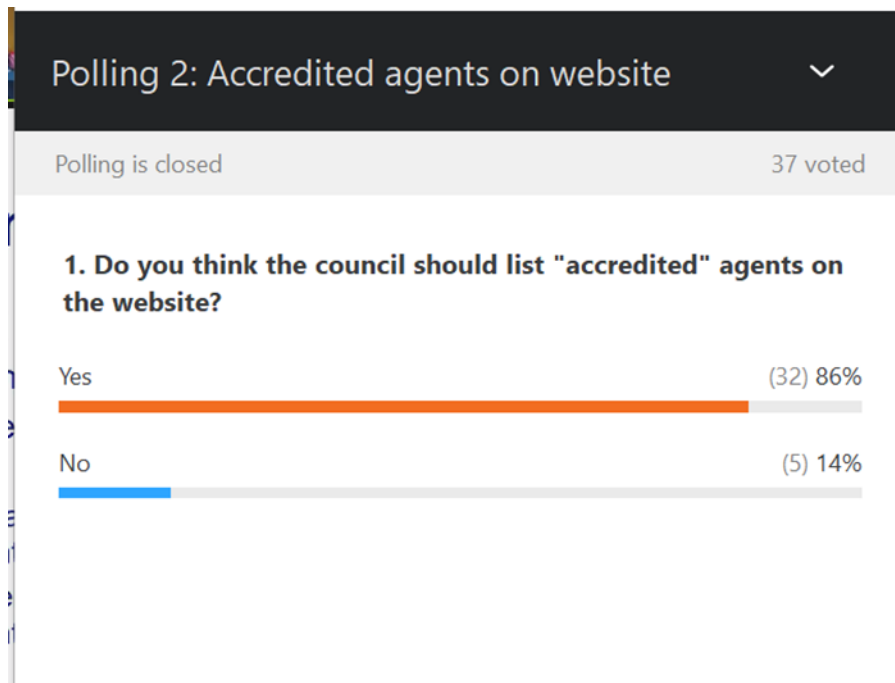 Polling 2: Accredited agents on website
Polling is closed 37 voted
1. Do you think the council should list "accredited" agents on
the website?
Yes (32) 86%
No (5) 14%